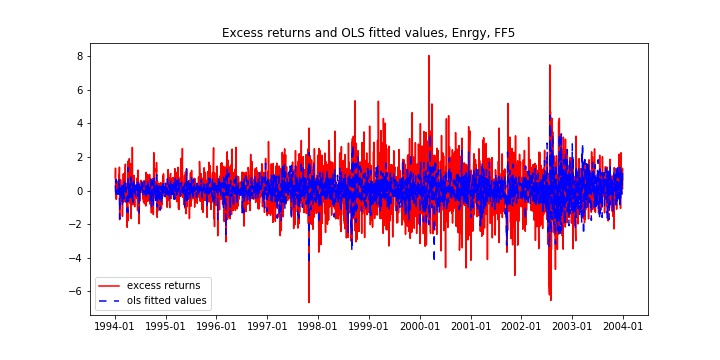 Excess returns and OLS fitted values, Enrgy, FF5
8
6
4
2
0
−2
−4
−6
excess returns
ols fitted values
1994-01 1995-01 1996-01 1997-01 1998-01 1999-01 2000-01 2001-01 2002-01 2003-01 2004-01